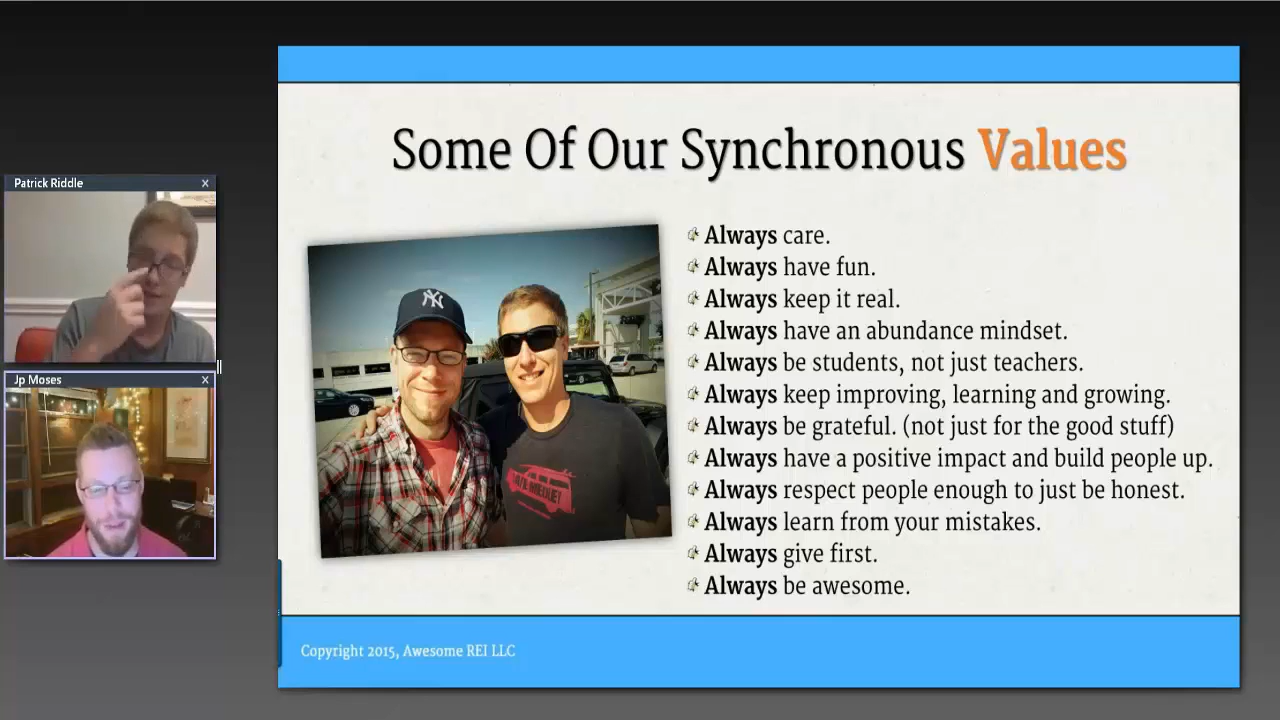 Some Of Our Synchronous Values
Patrick Riddle
Jp Moses
Always care.
Always have fun.
Always keep it real.
Always have an abundance mindset.
Always be students, not just teachers.
Always keep improving, learning and growing.
Always be grateful. (not just for the good stuff)
Always have a positive impact and build people up.
Always respect people enough to just be honest.
Always learn from your mistakes.
Always give first.
Always be awesome.
Copyright 2015, Awesome REI LLC